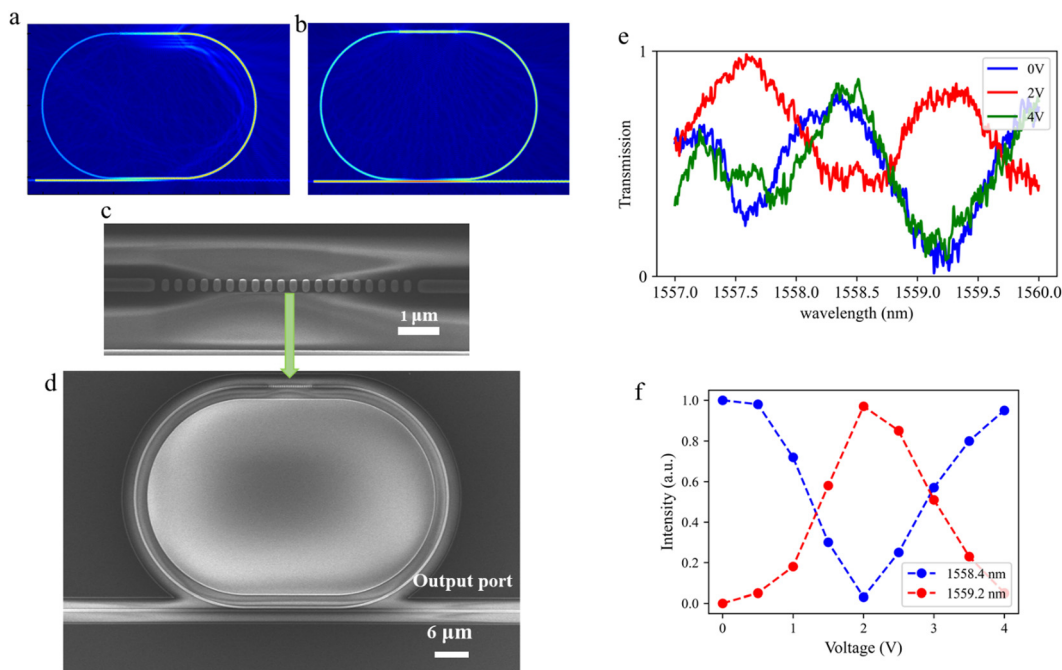 a
b
c
1 µm
d
Output port
6 µm
e
1
0
Transmission
0V
2V
4V
1557.0 1557.5 1558.0 1558.5 1559.0 1559.5 1560.0
wavelength (nm)
f
1.0
0.8
0.6
0.4
0.2
0.0
Intensity (a.u.)
1558.4 nm
1559.2 nm
0 1 2 3 4
Voltage (V)